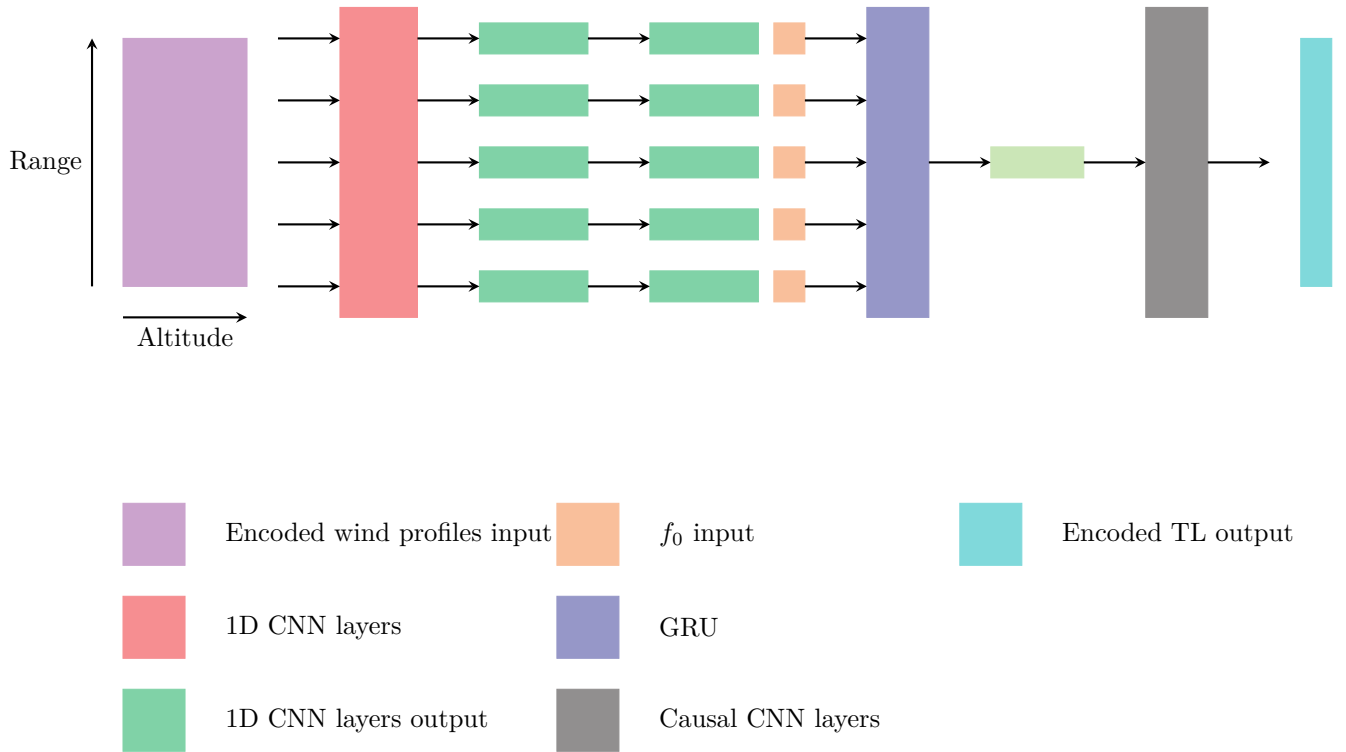 Range
Altitude
Encoded wind profiles input
f₀ input
Encoded TL output
1D CNN layers
GRU
1D CNN layers output
Causal CNN layers